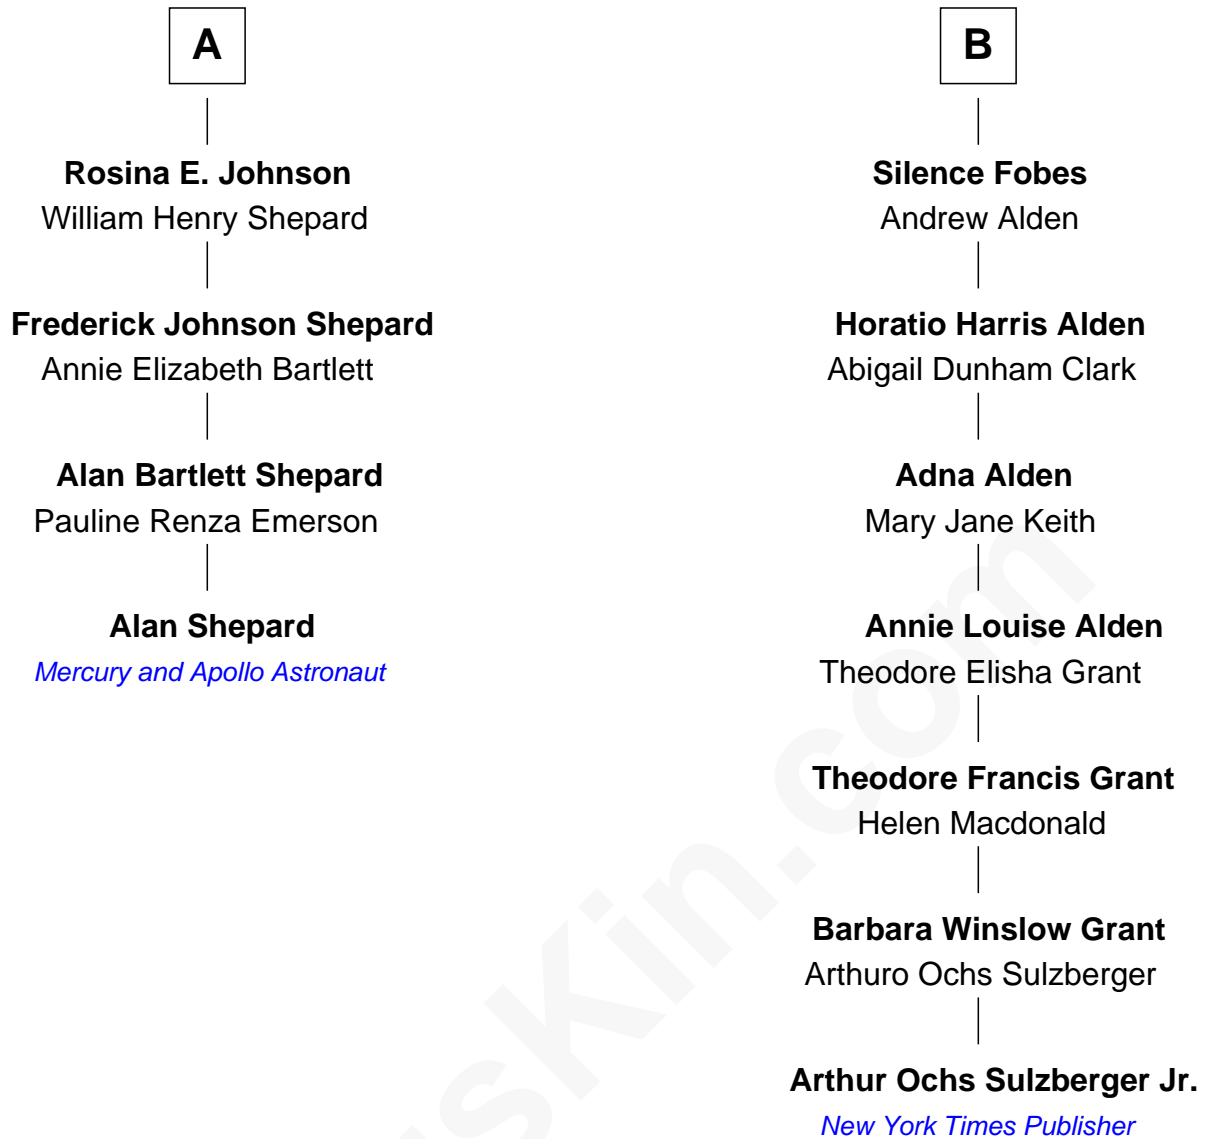 A
Rosina E. Johnson
William Henry Shepard
Frederick Johnson Shepard
Annie Elizabeth Bartlett
Alan Bartlett Shepard
Pauline Renza Emerson
Alan Shepard
Mercury and Apollo Astronaut
B
Silence Fobes
Andrew Alden
Horatio Harris Alden
Abigail Dunham Clark
Adna Alden
Mary Jane Keith
Annie Louise Alden
Theodore Elisha Grant
Theodore Francis Grant
Helen Macdonald
Barbara Winslow Grant
Arthuro Ochs Sulzberger
Arthur Ochs Sulzberger Jr.
New York Times Publisher